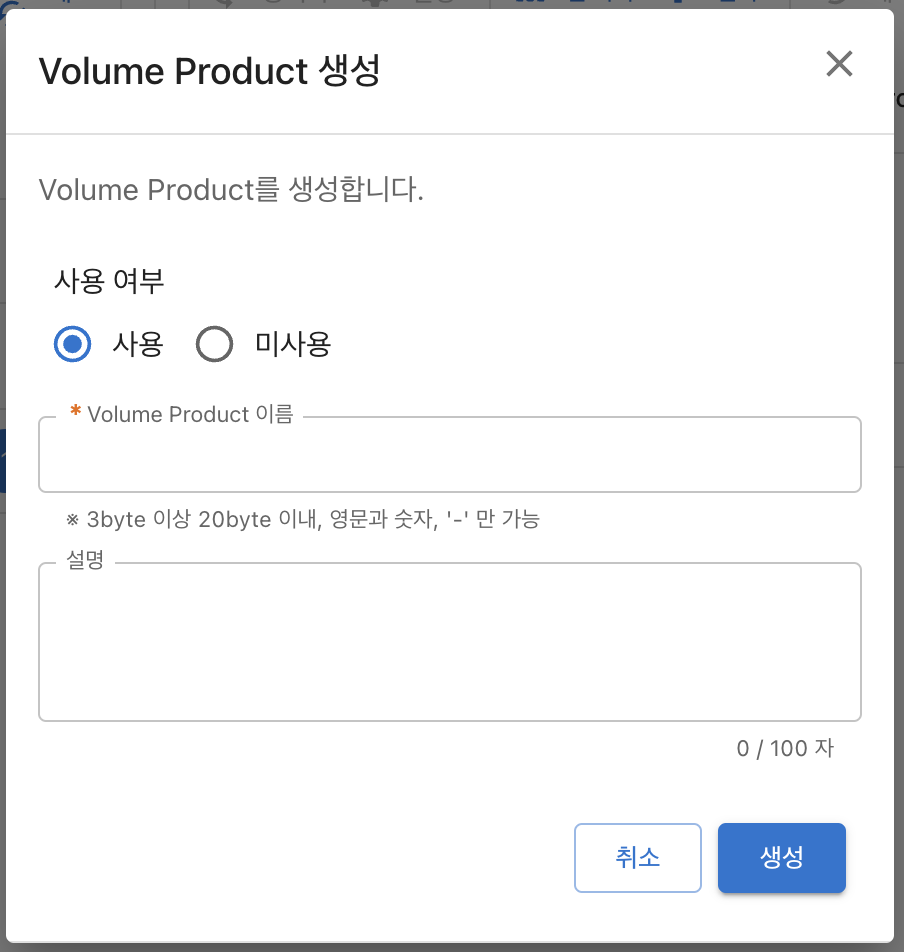 Volume Product 생성
Volume Product를 생성합니다.
사용 여부
사용 미사용
* Volume Product 이름
※ 3byte 이상 20byte 이내, 영문과 숫자, '-' 만 가능
설명
0 / 100 자
취소 생성